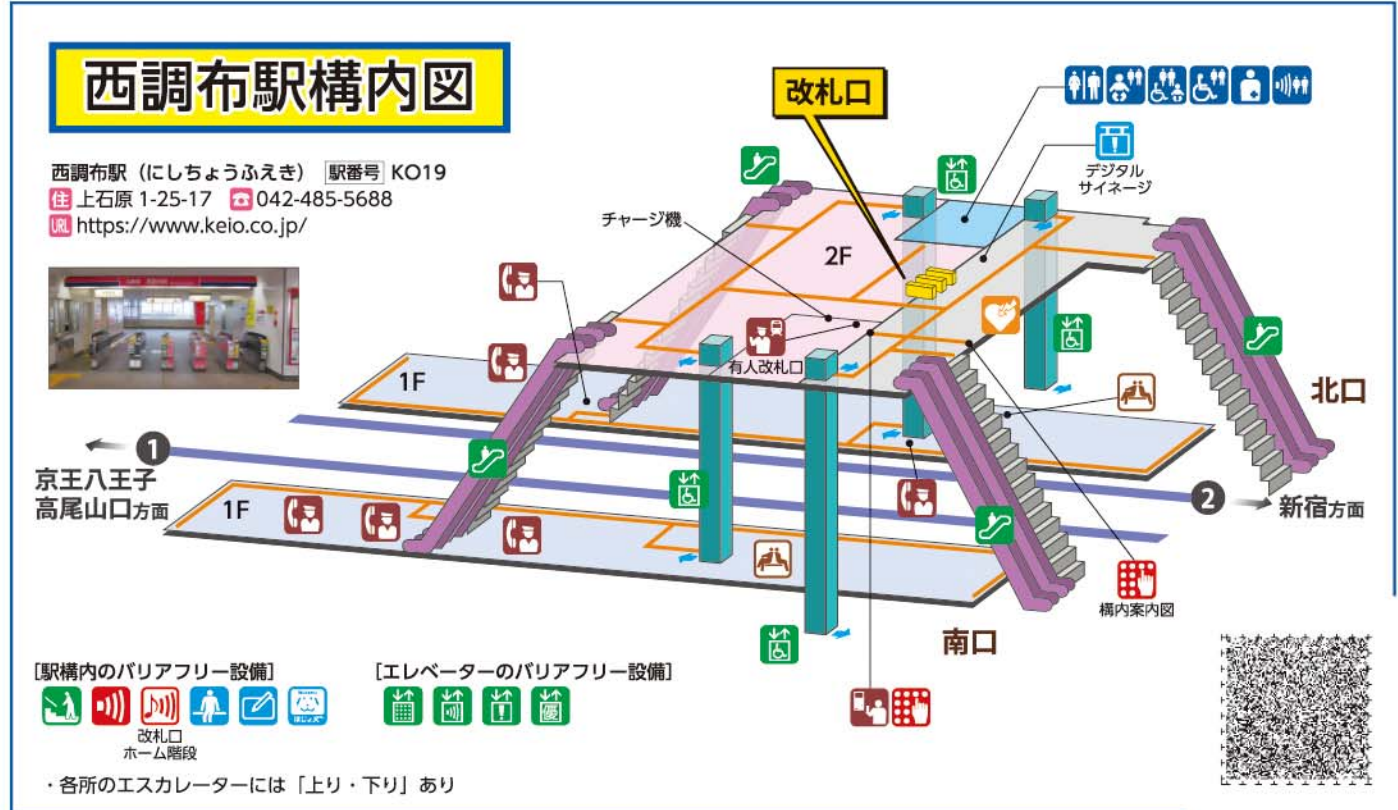 西調布駅構内図
西調布駅（にしちょうふえき） 駅番号 KO19
住 上石原 1-25-17 ☎ 042-485-5688
URL https://www.keio.co.jp/
改札口
デジタル
サイネージ
チャージ機
2F
有人改札口
1F
北口
1
京王八王子
高尾山口方面
1F
2
新宿方面
構内案内図
南口
[駅構内のバリアフリー設備]
改札口
ホーム階段
[エレベーターのバリアフリー設備]
優
・各所のエスカレーターには「上り・下り」あり